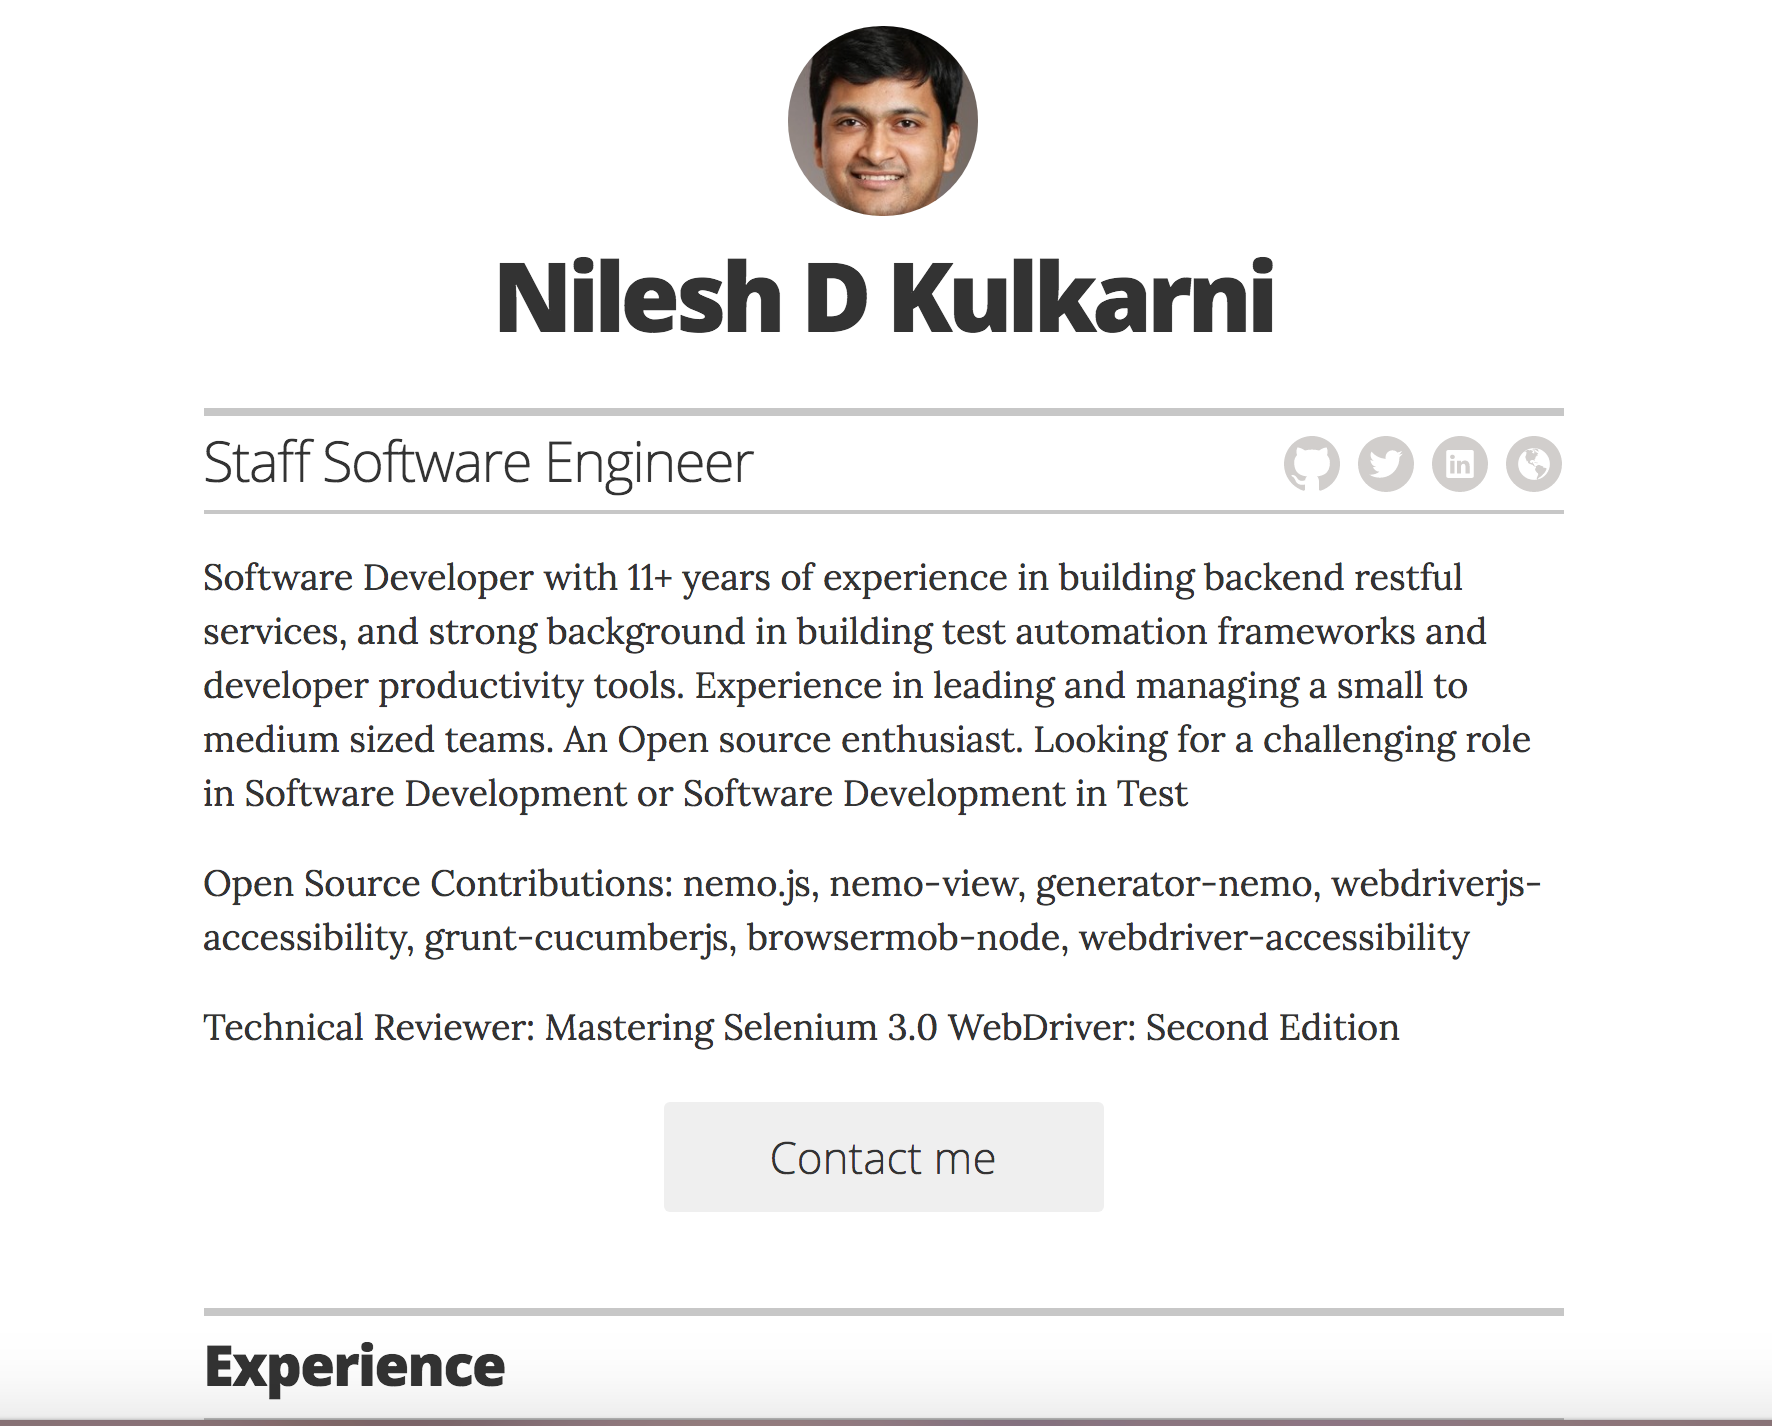 Nilesh D Kulkarni
Staff Software Engineer
in
Software Developer with 11+ years of experience in building backend restful
services, and strong background in building test automation frameworks and
developer productivity tools. Experience in leading and managing a small to
medium sized teams. An Open source enthusiast. Looking for a challenging role
in Software Development or Software Development in Test
Open Source Contributions: nemo.js, nemo-view, generator-nemo, webdriverjs-
accessibility, grunt-cucumberjs, browsermob-node, webdriver-accessibility
Technical Reviewer: Mastering Selenium 3.0 WebDriver: Second Edition
Contact me
Experience